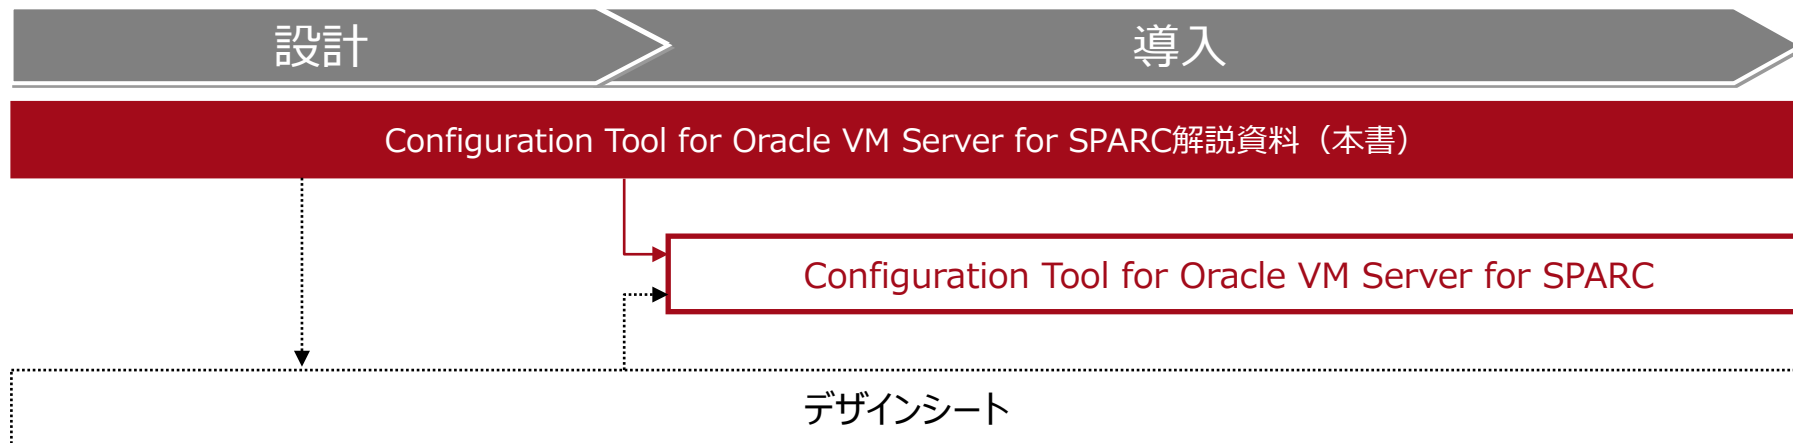 設計
導入
Configuration Tool for Oracle VM Server for SPARC解説資料（本書）
Configuration Tool for Oracle VM Server for SPARC
デザインシート